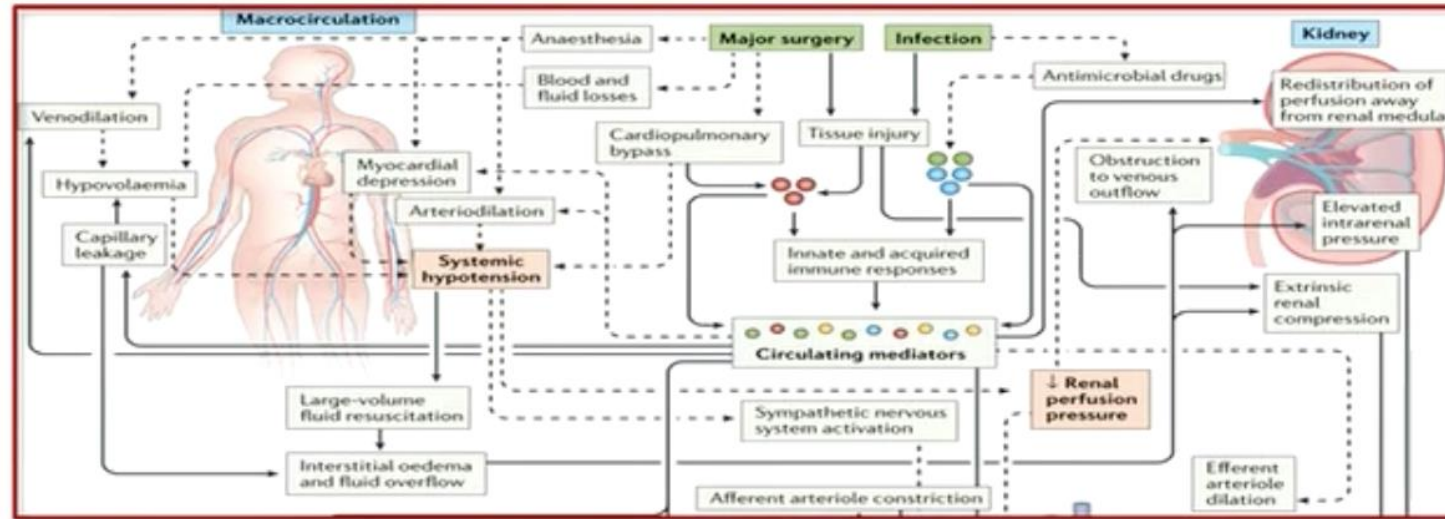 Macrocirculation
Anaesthesia
Major surgery
Infection
Kidney
Blood and
fluid losses
Antimicrobial drugs
Redistribution of
perfusion away
from renal medula
Venodilation
Cardiopulmonary
bypass
Tissue injury
Myocardial
depression
Obstruction
to venous
outflow
Hypovolaemia
Arteriodilation
Elevated
intrarenal
pressure
Capillary
leakage
Systemic
hypotension
Innate and acquired
immune responses
Extrinsic
renal
compression
Circulating mediators
↓ Renal
perfusion
pressure
Large-volume
fluid resuscitation
Sympathetic nervous
system activation
Interstitial oedema
and fluid overflow
Efferent
arteriole
dilation
Afferent arteriole constriction